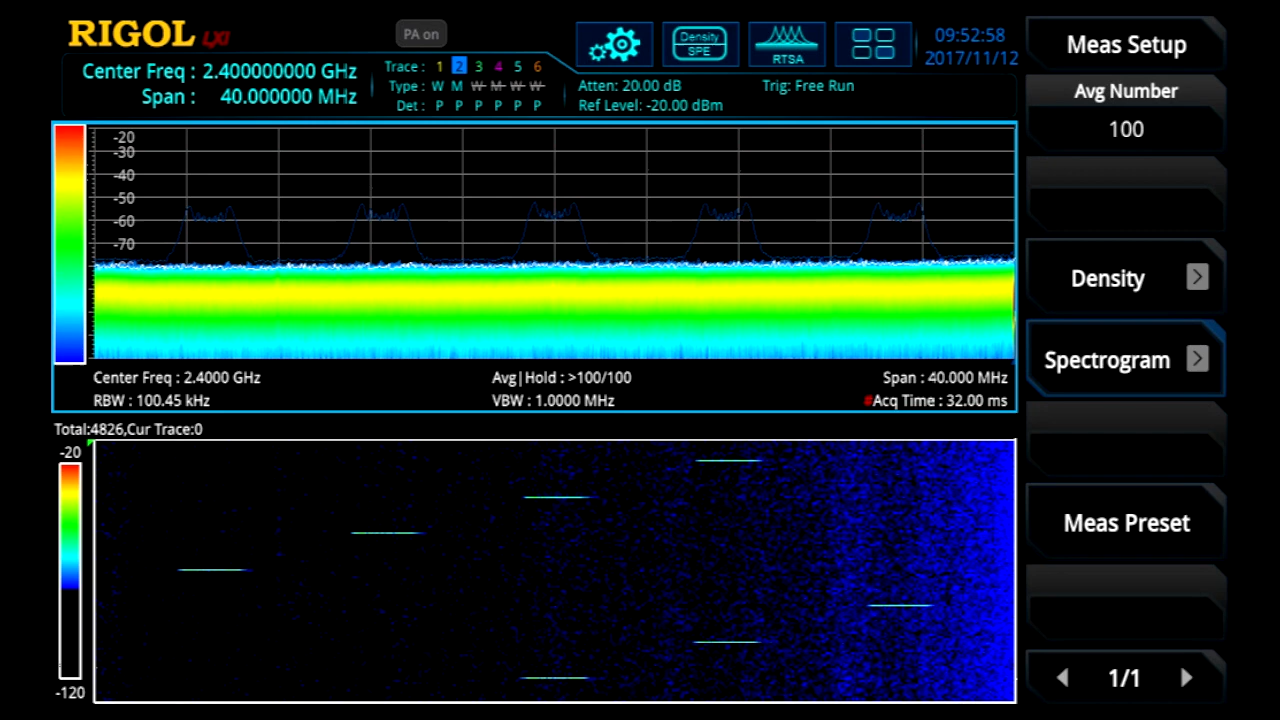 RIGOL LXI
PA on
Density
SPE
RTSA
09:52:58
2017/11/12
Center Freq : 2.400000000 GHz
Span : 40.000000 MHz
Trace : 1 2 3 4 5 6
Type : W M W M W W
Det : P P P P P P
Atten: 20.00 dB
Ref Level: -20.00 dBm
Trig: Free Run
-20
-30
-40
-50
-60
-70
Center Freq : 2.4000 GHz
Avg|Hold : >100/100
Span : 40.000 MHz
RBW : 100.45 kHz
VBW : 1.0000 MHz
#Acq Time : 32.00 ms
Total:4826,Cur Trace:0
-20
-120
Meas Setup
Avg Number
100
Density >
Spectrogram >
Meas Preset
1/1